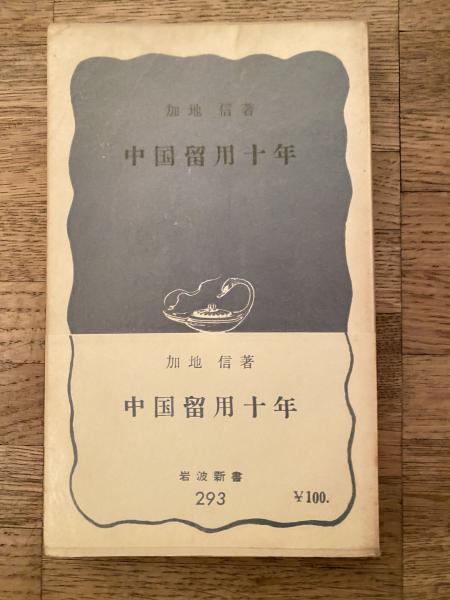 加地 信著
中国留用十年
加地 信著
中国留用十年
岩波新書
293
¥100.